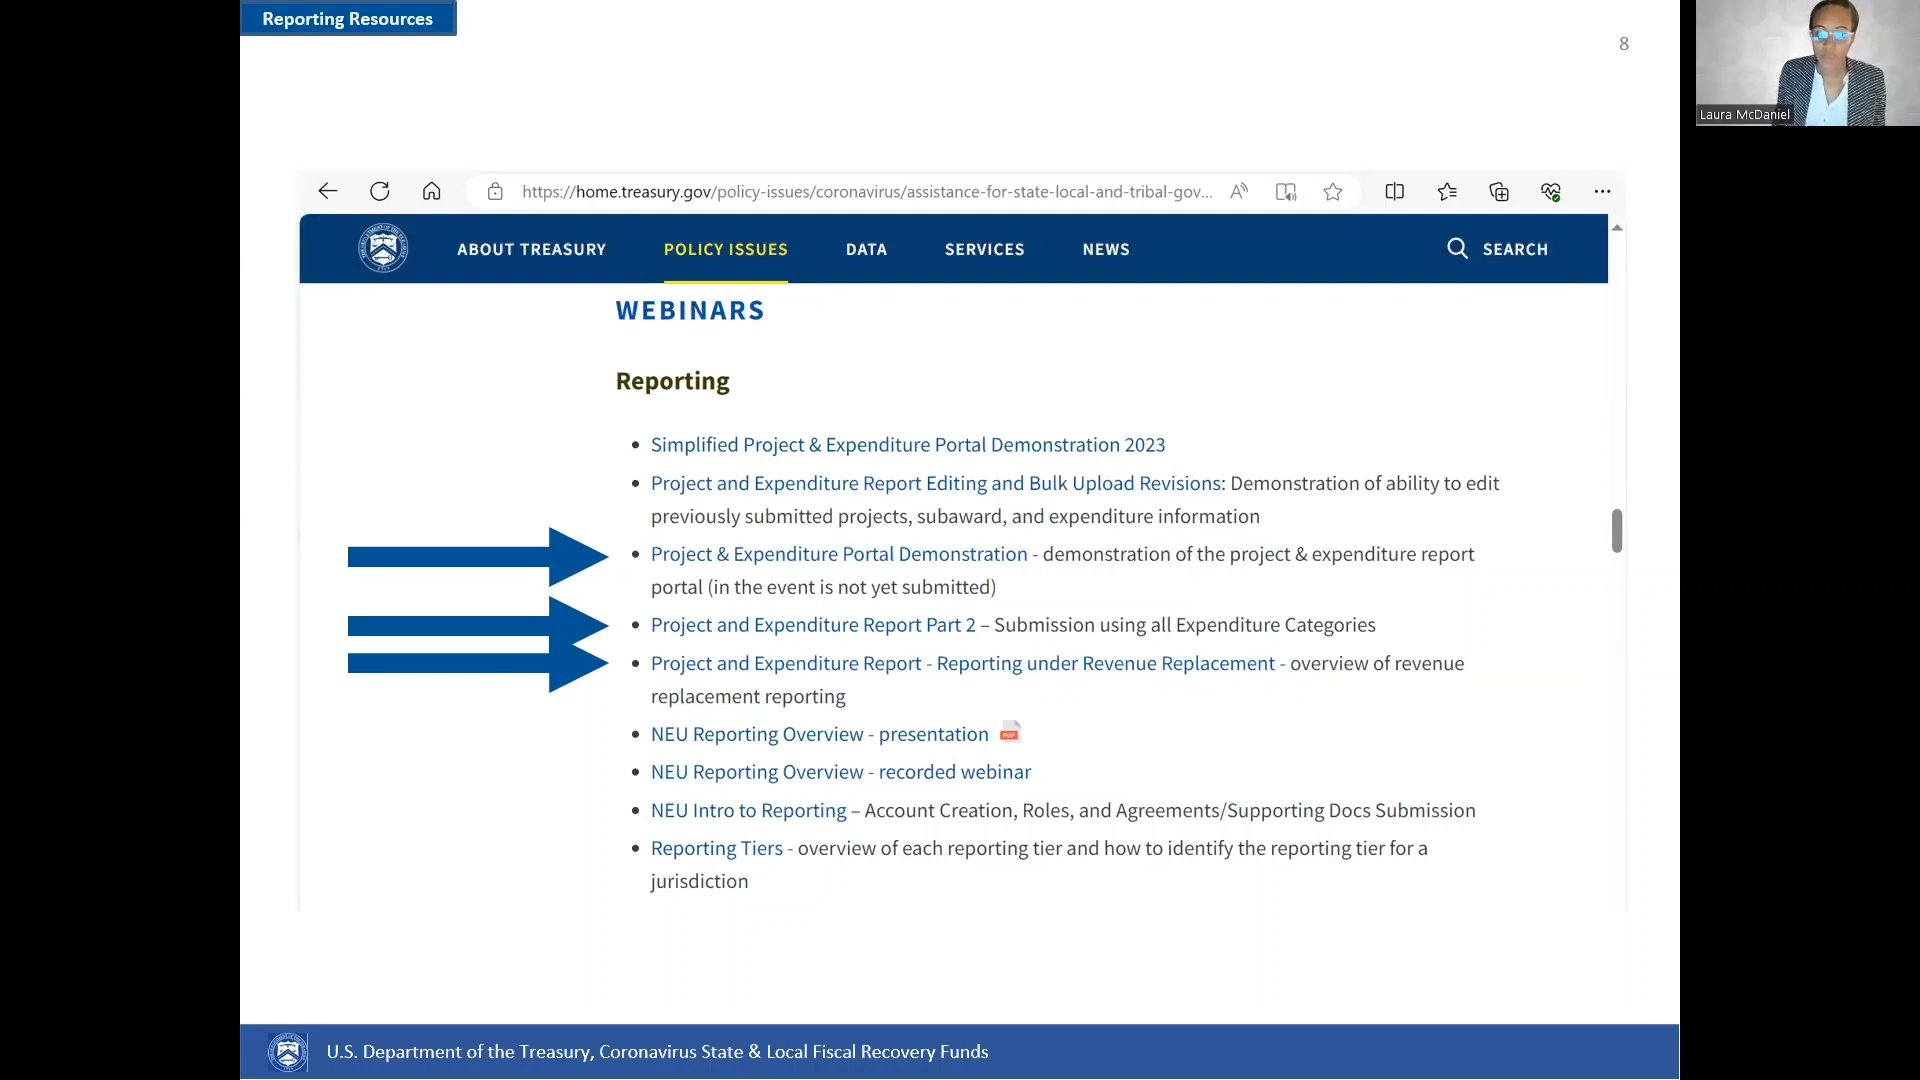 Reporting Resources
8
Laura McDaniel
https://home.treasury.gov/policy-issues/coronavirus/assistance-for-state-local-and-tribal-gov...
ABOUT TREASURY POLICY ISSUES DATA SERVICES NEWS SEARCH
WEBINARS
Reporting
• Simplified Project & Expenditure Portal Demonstration 2023
• Project and Expenditure Report Editing and Bulk Upload Revisions: Demonstration of ability to edit
previously submitted projects, subaward, and expenditure information
• Project & Expenditure Portal Demonstration - demonstration of the project & expenditure report
portal (in the event is not yet submitted)
• Project and Expenditure Report Part 2 – Submission using all Expenditure Categories
• Project and Expenditure Report - Reporting under Revenue Replacement - overview of revenue
replacement reporting
• NEU Reporting Overview - presentation PDF
• NEU Reporting Overview - recorded webinar
• NEU Intro to Reporting – Account Creation, Roles, and Agreements/Supporting Docs Submission
• Reporting Tiers - overview of each reporting tier and how to identify the reporting tier for a
jurisdiction
U.S. Department of the Treasury, Coronavirus State & Local Fiscal Recovery Funds